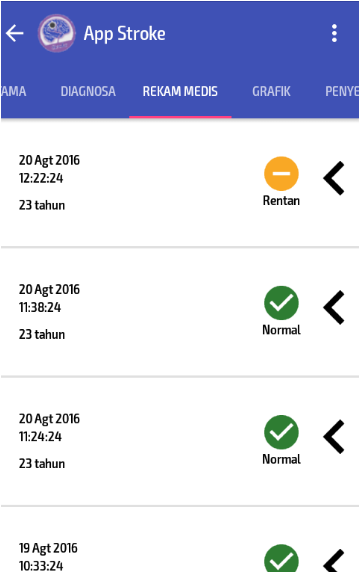 App Stroke
AMA DIAGNOSA REKAM MEDIS GRAFIK PENYE
20 Agt 2016
12:22:24
23 tahun
Rentan
20 Agt 2016
11:38:24
23 tahun
Normal
20 Agt 2016
11:24:24
23 tahun
Normal
19 Agt 2016
10:33:24